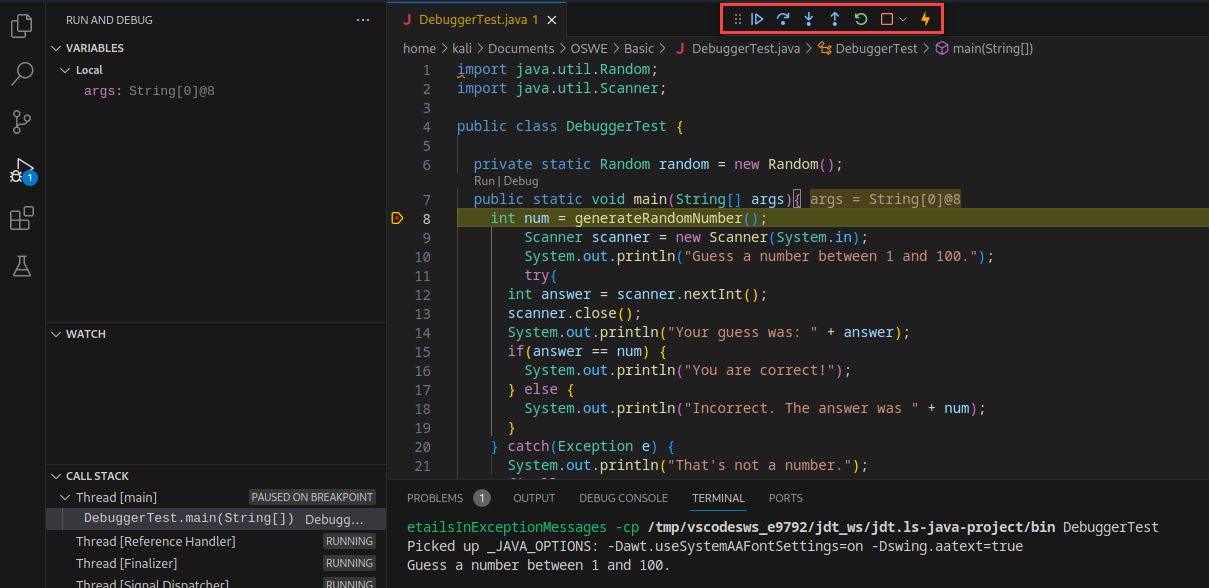 RUN AND DEBUG
VARIABLES
Local
args: String[0]@8
WATCH
CALL STACK
Thread [main] PAUSED ON BREAKPOINT
DebuggerTest.main(String[]) Debugg...
Thread [Reference Handler] RUNNING
Thread [Finalizer] RUNNING
Thread [Signal Dispatcher] RUNNING
1
J DebuggerTest.java 1
home > kali > Documents > OSWE > Basic > J DebuggerTest.java > DebuggerTest > main(String[])
1 import java.util.Random;
2 import java.util.Scanner;
3
4 public class DebuggerTest {
5
6 private static Random random = new Random();
Run | Debug
7 public static void main(String[] args){ args = String[0]@8
8 int num = generateRandomNumber();
9 Scanner scanner = new Scanner(System.in);
10 System.out.println("Guess a number between 1 and 100.");
11 try{
12 int answer = scanner.nextInt();
13 scanner.close();
14 System.out.println("Your guess was: " + answer);
15 if(answer == num) {
16 System.out.println("You are correct!");
17 } else {
18 System.out.println("Incorrect. The answer was " + num);
19 }
20 } catch(Exception e) {
21 System.out.println("That's not a number.");
PROBLEMS 1 OUTPUT DEBUG CONSOLE TERMINAL PORTS
etailsInExceptionMessages -cp /tmp/vscodesws_e9792/jdt_ws/jdt.ls-java-project/bin DebuggerTest
Picked up _JAVA_OPTIONS: -Dawt.useSystemAAFontSettings=on -Dswing.aatext=true
Guess a number between 1 and 100.